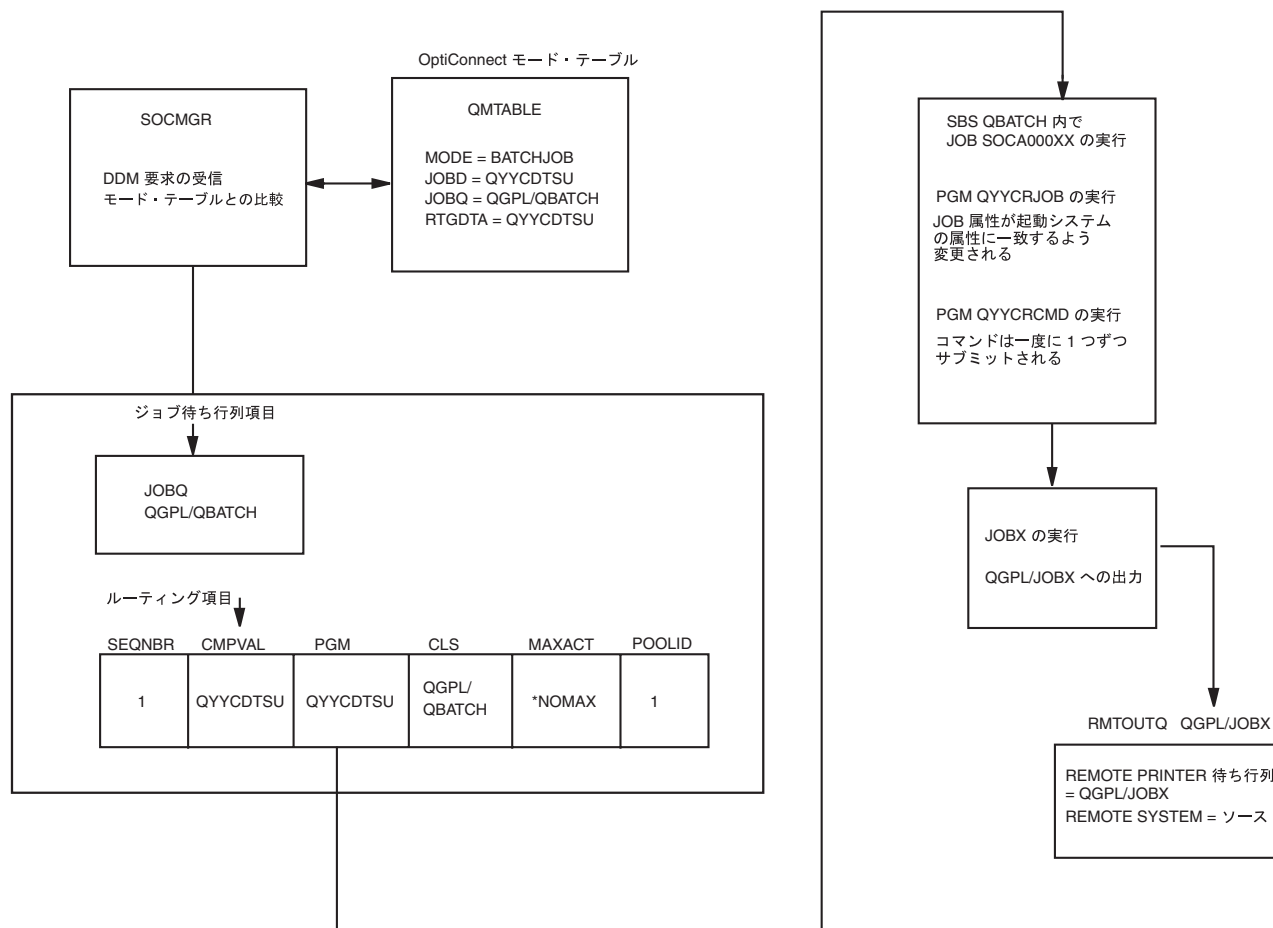 OptiConnect モード・テーブル
SOCMGR
DDM 要求の受信
モード・テーブルとの比較
QMTABLE
MODE = BATCHJOB
JOBD = QYYCDTSU
JOBQ = QGPL/QBATCH
RTGDTA = QYYCDTSU
ジョブ待ち行列項目
JOBQ
QGPL/QBATCH
ルーティング項目
SEQNBR CMPVAL PGM CLS MAXACT POOLID
1 QYYCDTSU QYYCDTSU QGPL/ QBATCH *NOMAX 1
SBS QBATCH 内で
JOB SOCA000XX の実行
PGM QYYCRJOB の実行
JOB 属性が起動システム
の属性に一致するよう
変更される
PGM QYYCRCMD の実行
コマンドは一度に 1 つずつ
サブミットされる
JOBX の実行
QGPL/JOBX への出力
RMTOUTQ QGPL/JOBX
REMOTE PRINTER 待ち行列
= QGPL/JOBX
REMOTE SYSTEM = ソース